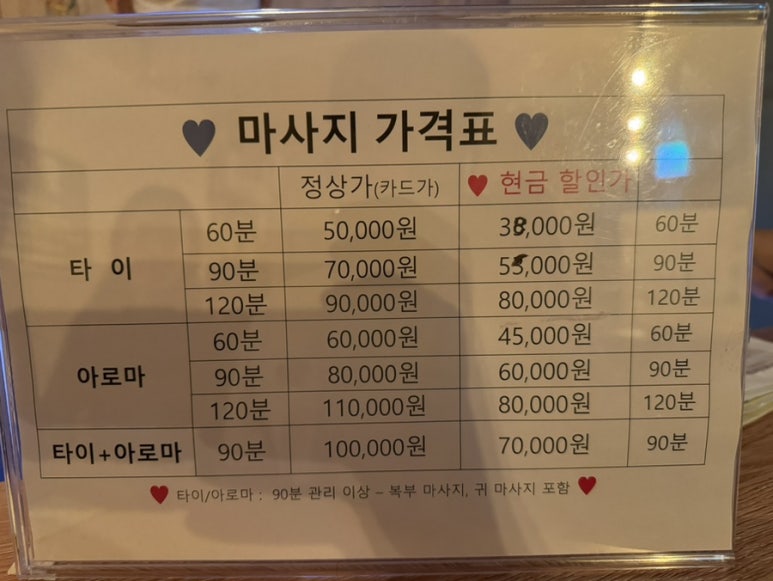 ♥ 마사지 가격표 ♥
정상가(카드가) ♥ 현금 할인가
타 이 60분 50,000원 38,000원 60분
90분 70,000원 55,000원 90분
120분 90,000원 80,000원 120분
아로마 60분 60,000원 45,000원 60분
90분 80,000원 60,000원 90분
120분 110,000원 80,000원 120분
타이+아로마 90분 100,000원 70,000원 90분
♥ 타이/아로마 : 90분 관리 이상 – 복부 마사지, 귀 마사지 포함 ♥